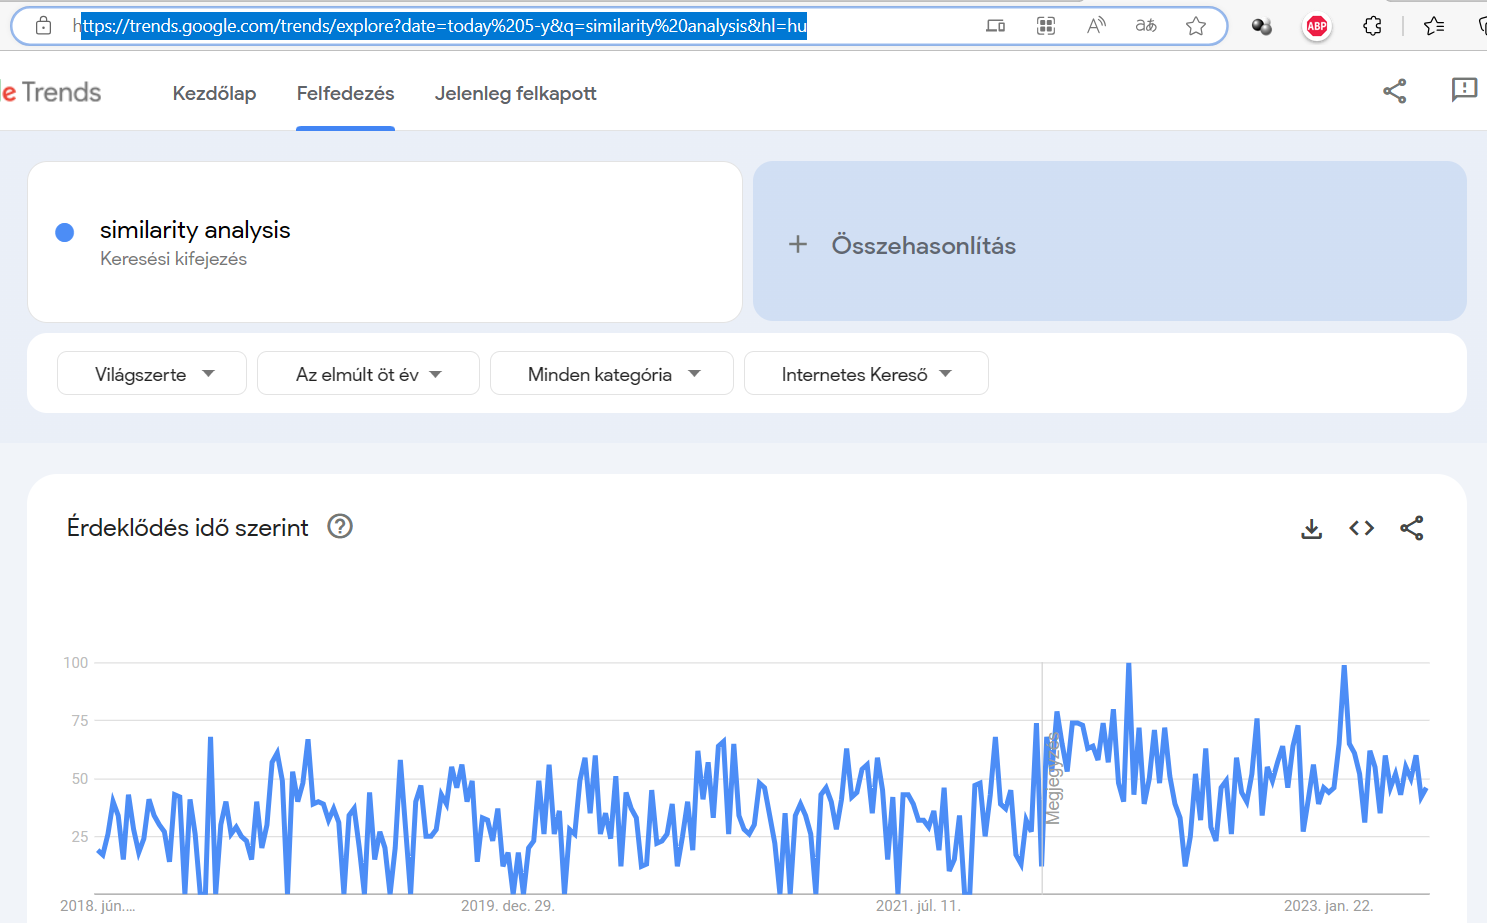 https://trends.google.com/trends/explore?date=today%205-y&q=similarity%20analysis&hl=hu
ABP
e Trends
Kezdőlap
Felfedezés
Jelenleg felkapott
similarity analysis
Keresési kifejezés
+ Összehasonlítás
Világszerte
Az elmúlt öt év
Minden kategória
Internetes Kereső
Érdeklődés idő szerint
100
75
50
25
Megjegyzés
2018. jún....
2019. dec. 29.
2021. júl. 11.
2023. jan. 22.